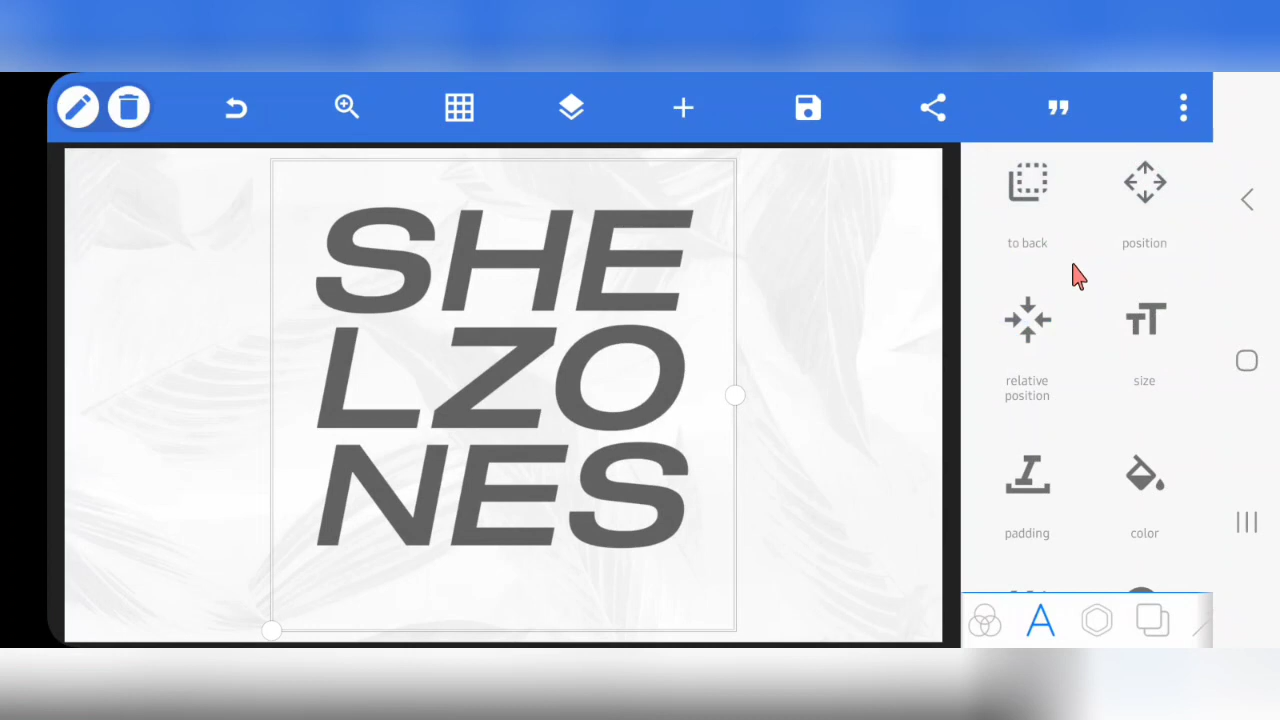 SHE
LZO
NES
to back
position
relative
position
size
padding
color